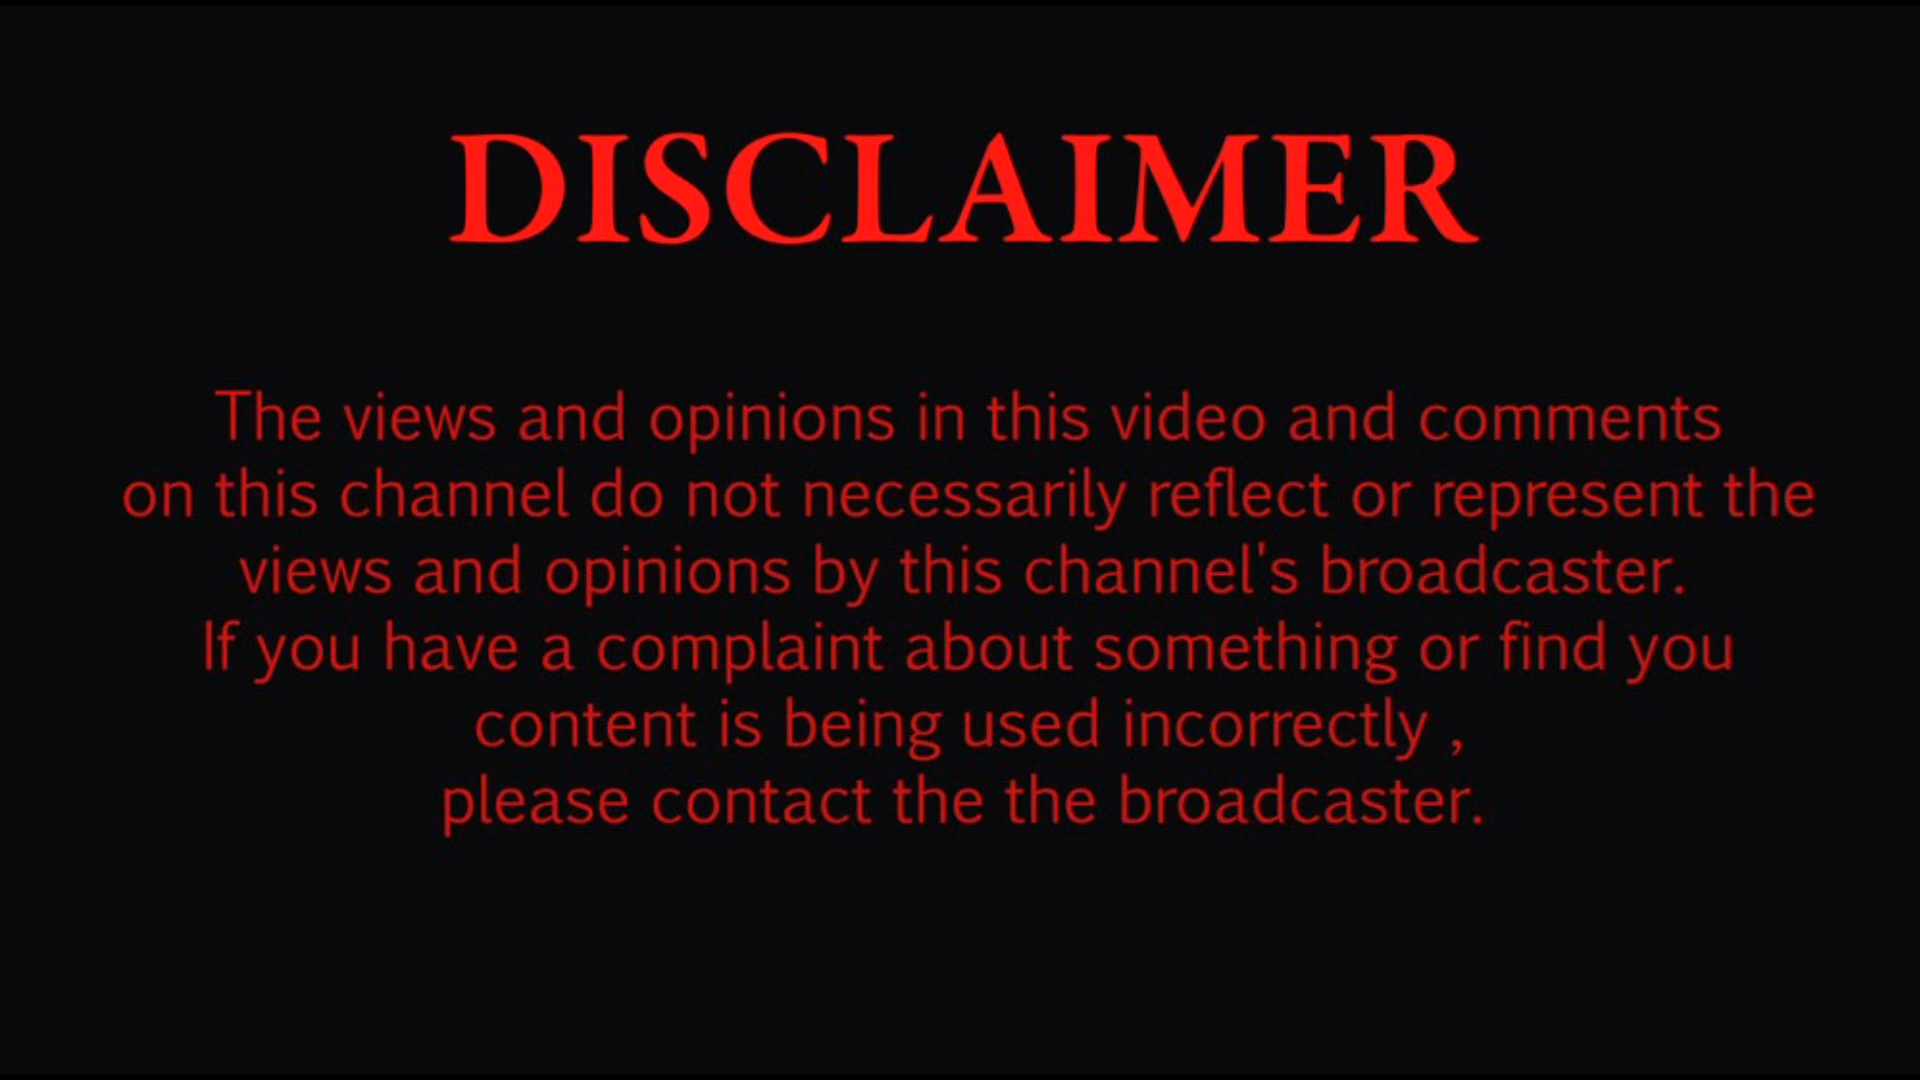 DISCLAIMER
The views and opinions in this video and comments
on this channel do not necessarily reflect or represent the
views and opinions by this channel's broadcaster.
If you have a complaint about something or find you
content is being used incorrectly ,
please contact the the broadcaster.